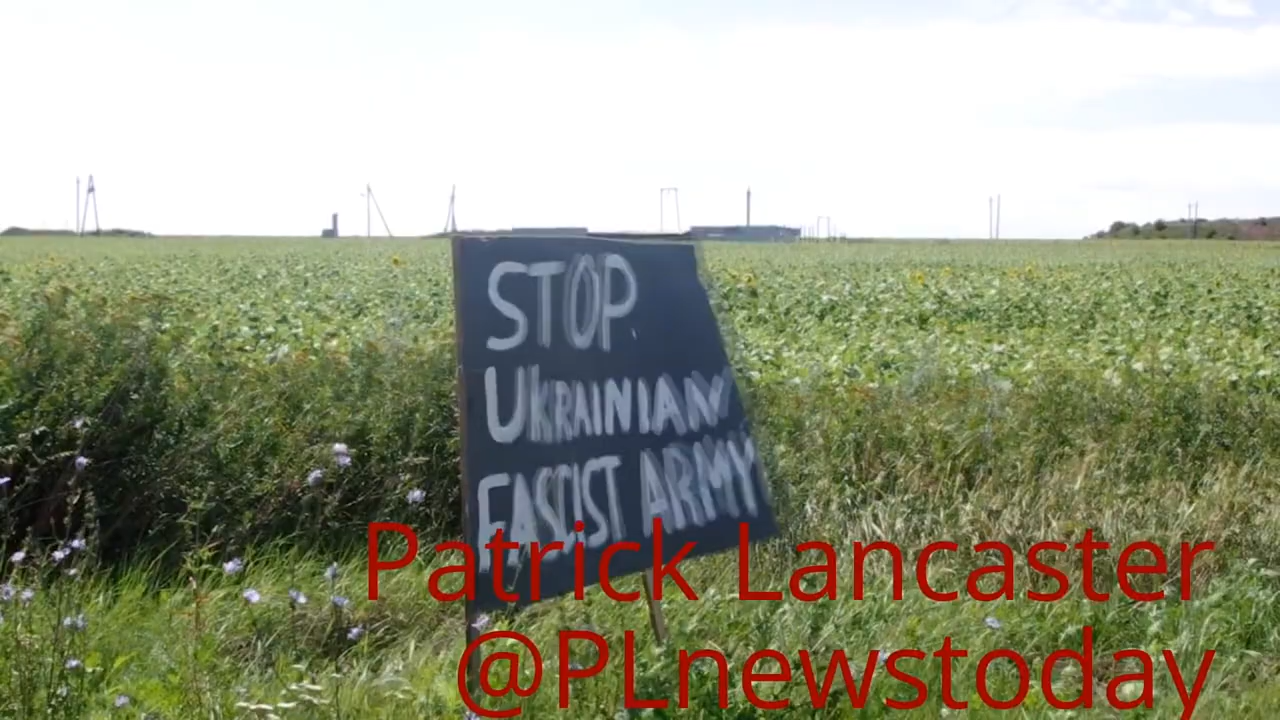 STOP
UKRAINIAN
FASCIST ARMY
Patrick Lancaster
@PLnewstoday